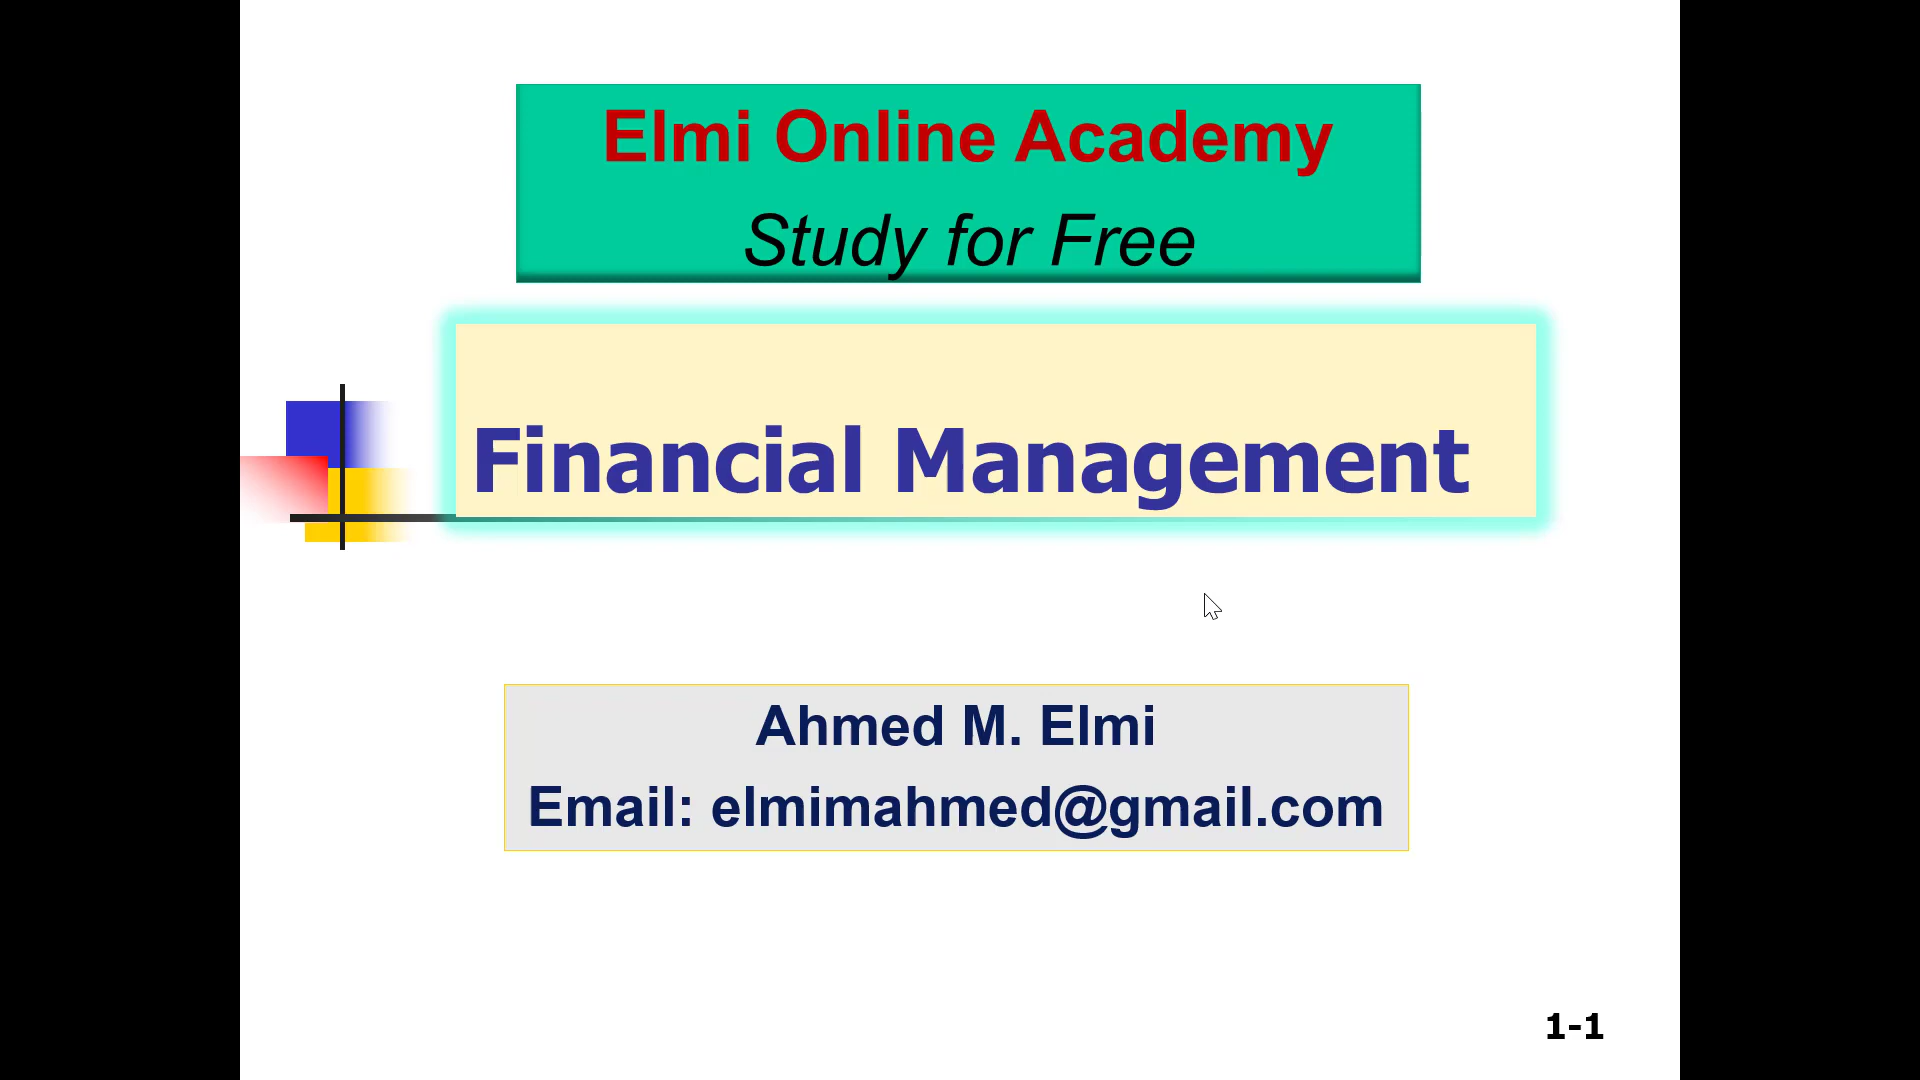 Elmi Online Academy
Study for Free
Financial Management
Ahmed M. Elmi
Email: elmimahmed@gmail.com
1-1